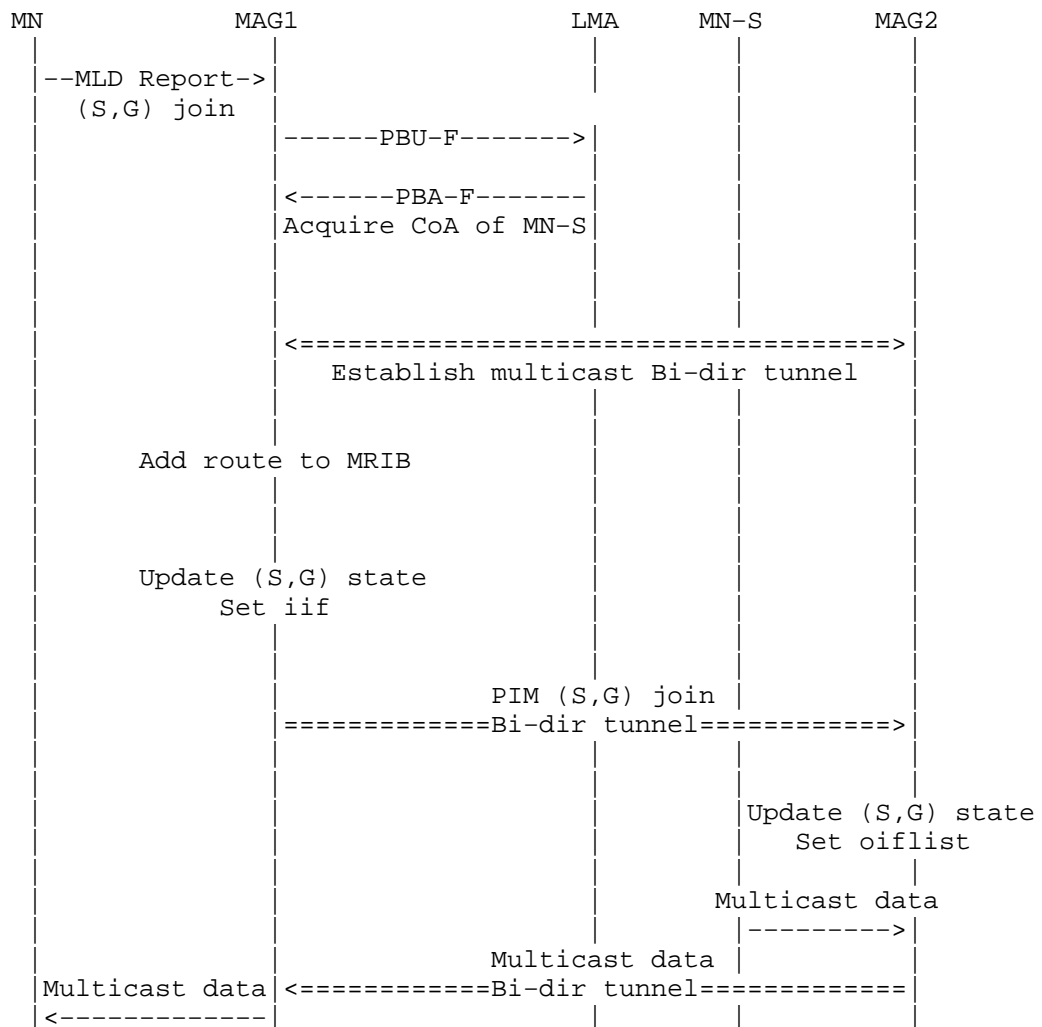 MN MAG1 LMA MN-S MAG2
--MLD Report->
(S,G) join
------PBU-F------->
<------PBA-F-------
Acquire CoA of MN-S
<=====================================>
Establish multicast Bi-dir tunnel
Add route to MRIB
Update (S,G) state
Set iif
PIM (S,G) join
=============Bi-dir tunnel============>
Update (S,G) state
Set oiflist
Multicast data
--------->
Multicast data
Multicast data <============Bi-dir tunnel=============
<-------------